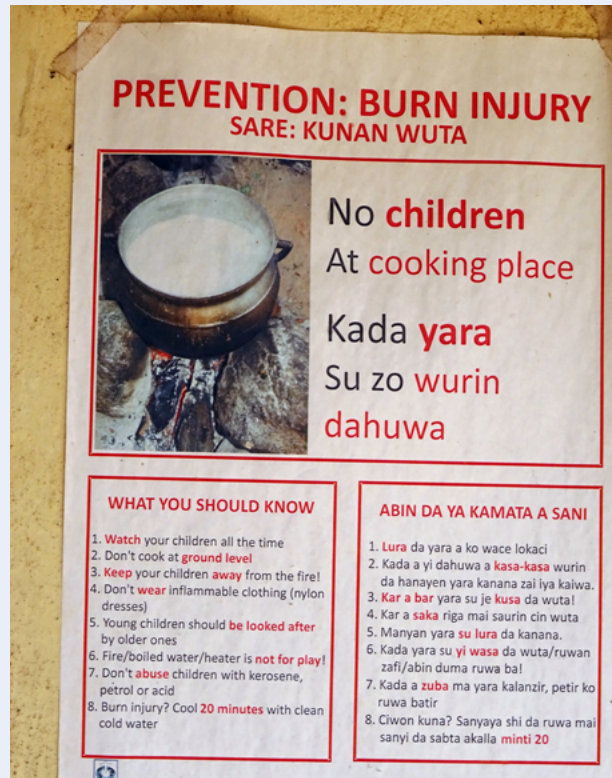 PREVENTION: BURN INJURY
SARE: KUNAN WUTA
No children
At cooking place
Kada yara
Su zo wurin
dahuwa
WHAT YOU SHOULD KNOW
1. Watch your children all the time
2. Don't cook at ground level
3. Keep your children away from the fire!
4. Don't wear inflammable clothing (nylon
dresses)
5. Young children should be looked after
by older ones
6. Fire/boiled water/heater is not for play!
7. Don't abuse children with kerosene,
petrol or acid
8. Burn injury? Cool 20 minutes with clean
cold water
ABIN DA YA KAMATA A SANI
1. Lura da yara a ko wace lokaci
2. Kada a yi dahuwa a kasa-kasa wurin
da hanayen yara kanana zai iya kaiwa.
3. Kar a bar yara su je kusa da wuta!
4. Kar a saka riga mai saurin cin wuta
5. Manyan yara su lura da kanana.
6. Kada yara su yi wasa da wuta/ruwan
zafi/abin duma ruwa ba!
7. Kada a zuba ma yara kalanzir, petir ko
ruwa batir
8. Ciwon kuna? Sanyaya shi da ruwa mai
sanyi da sabta akalla minti 20